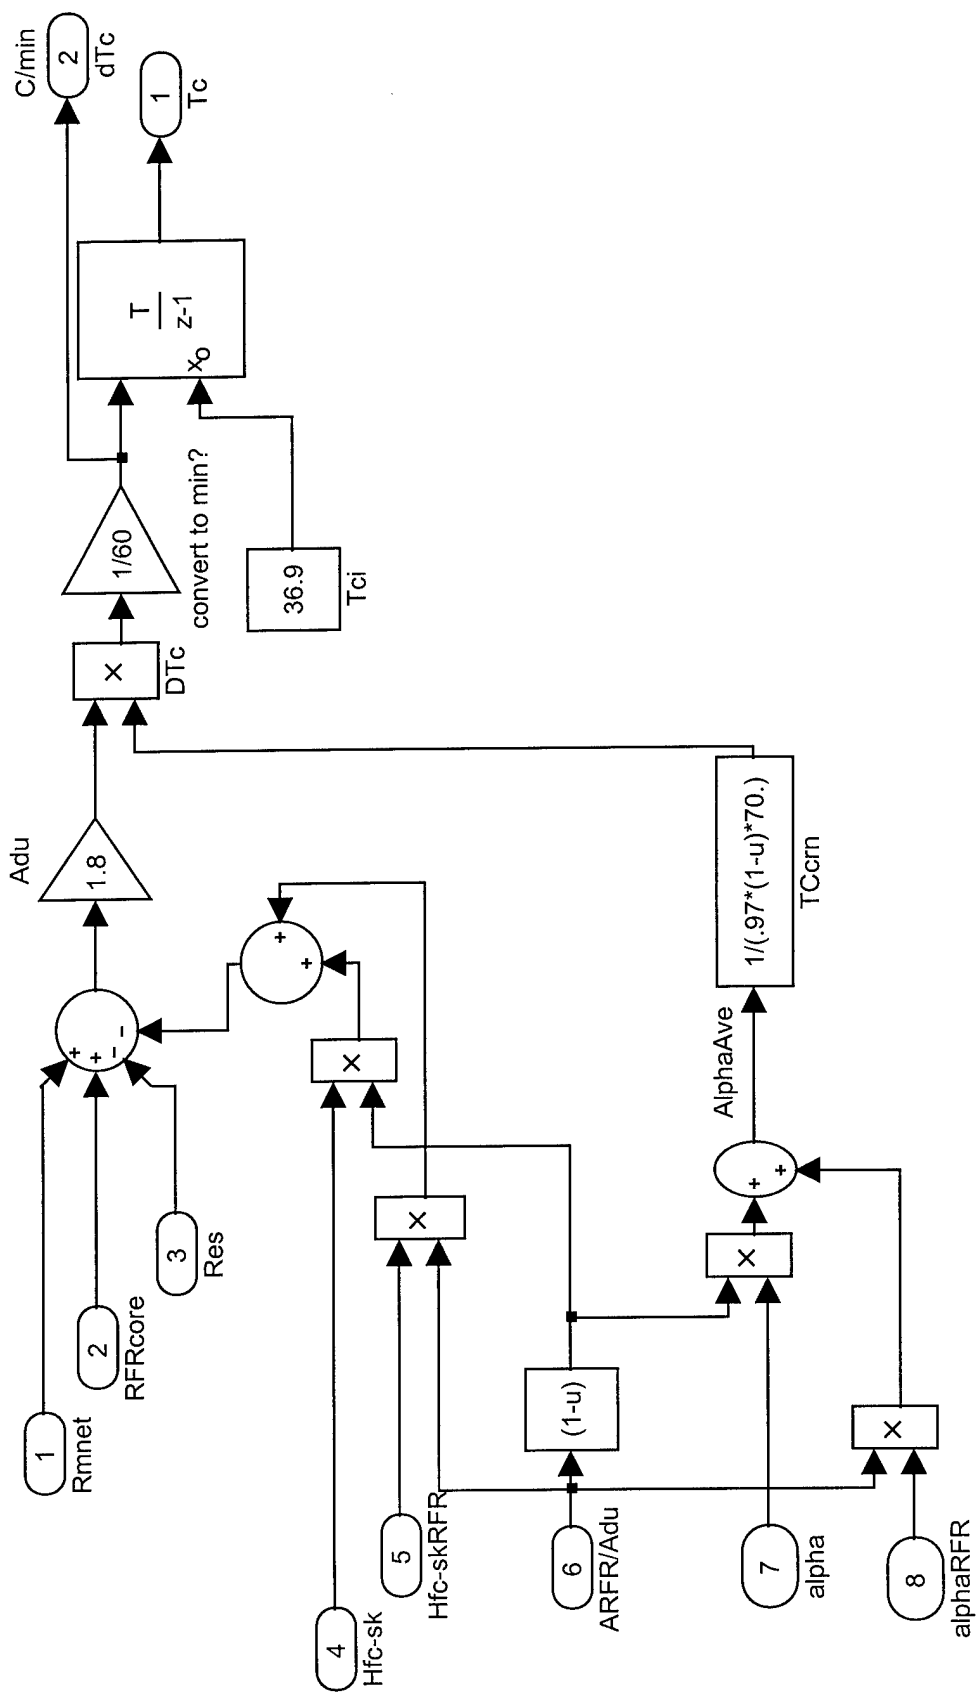 1
Rmnet
2
RFRcore
3
Res
4
Hfc-sk
5
Hfc-skRFR
6
ARFR/Adu
7
alpha
8
alphaRFR
(1-u)
×
×
×
×
+
+
+
+
-
-
+
+
+
+
AlphaAve
Adu
1.8
1/(.97*(1-u)*70.)
TCcrn
×
DTc
1/60
convert to min?
36.9
Tci
T
z-1
xo
C/min
2
dTc
1
Tc